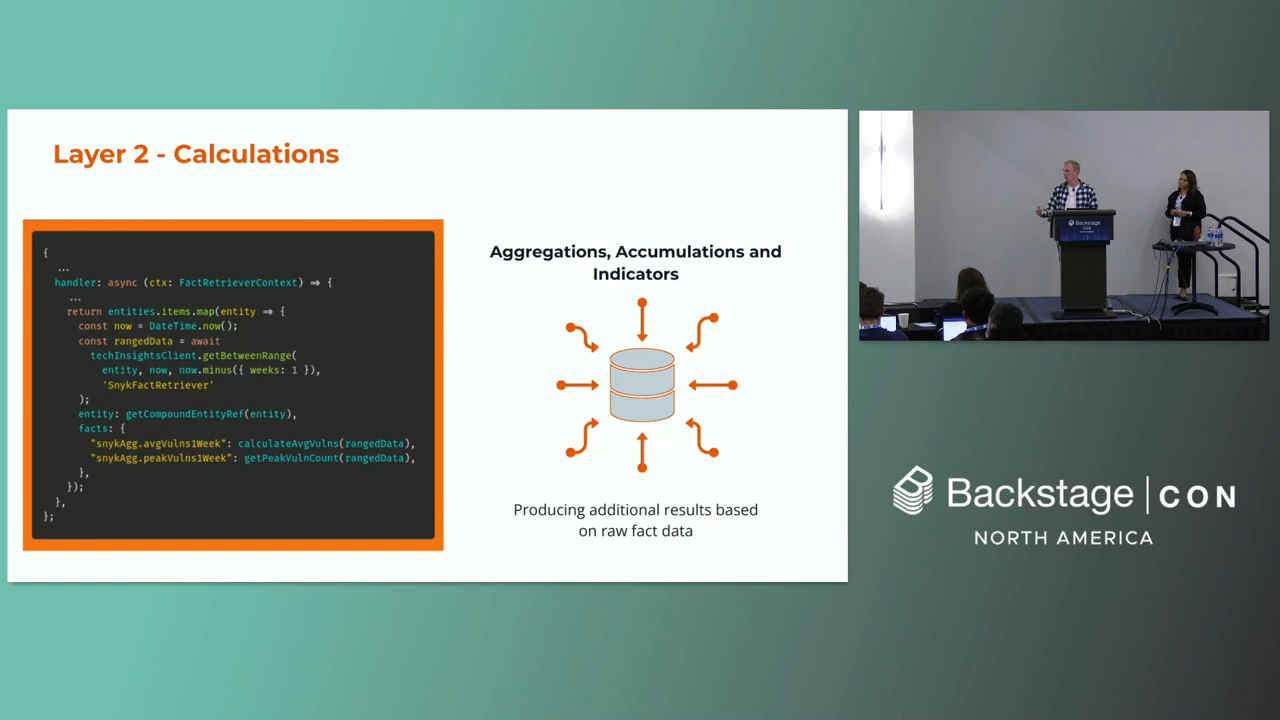 Layer 2 - Calculations
{
...
handler: async (ctx: FactRetrieverContext) ⇒ {
...
return entities.items.map(entity ⇒ {
const now = DateTime.now();
const rangedData = await
techInsightsClient.getBetweenRange(
entity, now, now.minus({ weeks: 1 }),
'SnykFactRetriever'
);
entity: getCompoundEntityRef(entity),
facts: {
"snykAgg.avgVulns1Week": calculateAvgVulns(rangedData),
"snykAgg.peakVulns1Week": getPeakVulnCount(rangedData),
},
});
},
};
Aggregations, Accumulations and
Indicators
Producing additional results based
on raw fact data
Backstage
CON
Backstage | CON
NORTH AMERICA